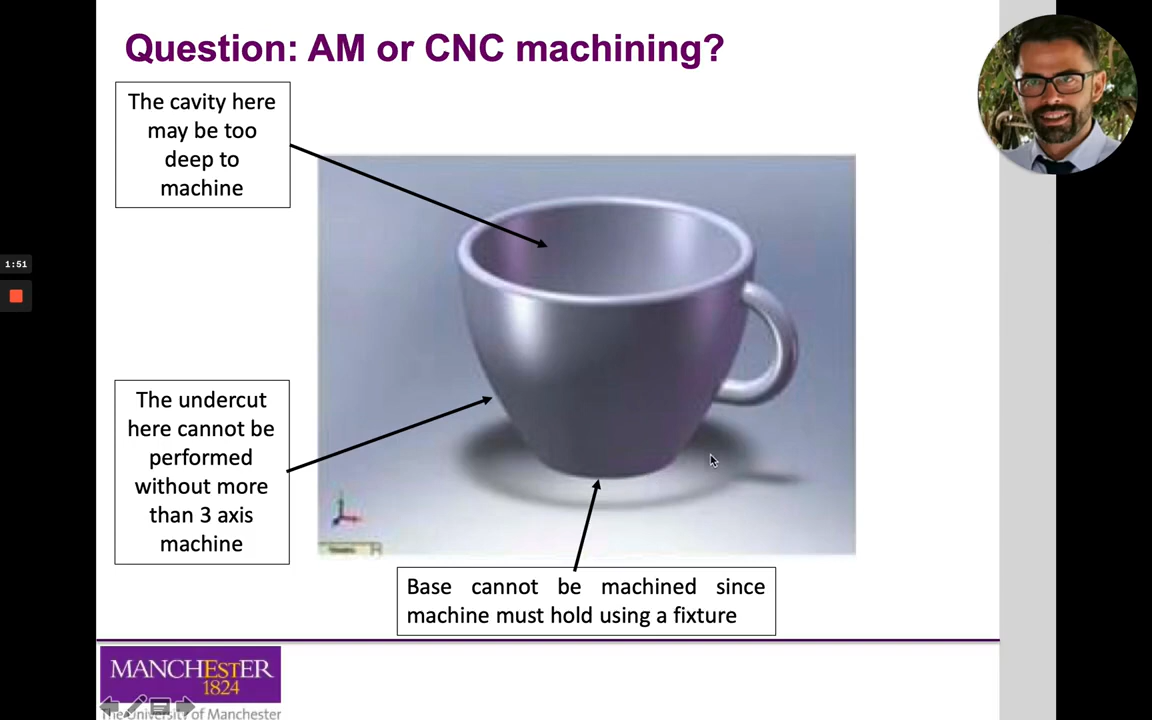 Question: AM or CNC machining?
The cavity here
may be too
deep to
machine
1:51
The undercut
here cannot be
performed
without more
than 3 axis
machine
Base cannot be machined since
machine must hold using a fixture
MANCHESTER
1824
The University of Manchester